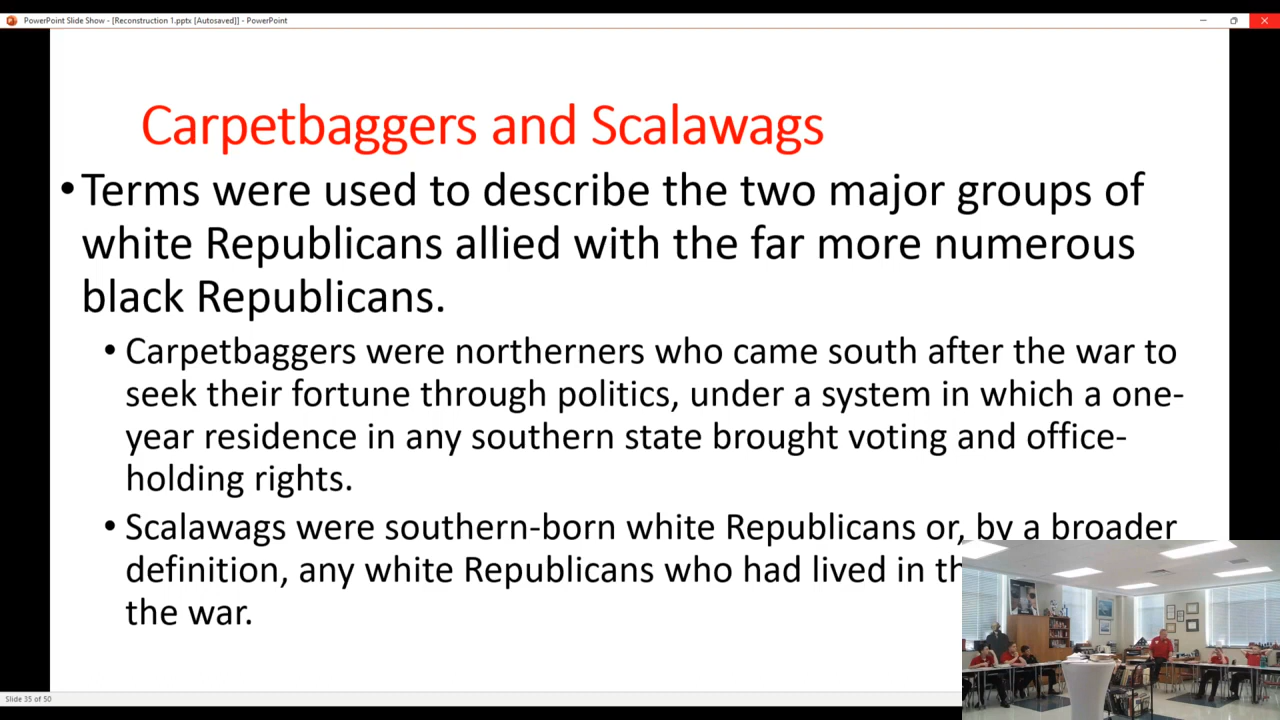 PowerPoint Slide Show - [Reconstruction 1.pptx [Autosaved]] - PowerPoint
Carpetbaggers and Scalawags
• Terms were used to describe the two major groups of
white Republicans allied with the far more numerous
black Republicans.
• Carpetbaggers were northerners who came south after the war to
seek their fortune through politics, under a system in which a one-
year residence in any southern state brought voting and office-
holding rights.
• Scalawags were southern-born white Republicans or, by a broader
definition, any white Republicans who had lived in
the war.
Slide 35 of 50